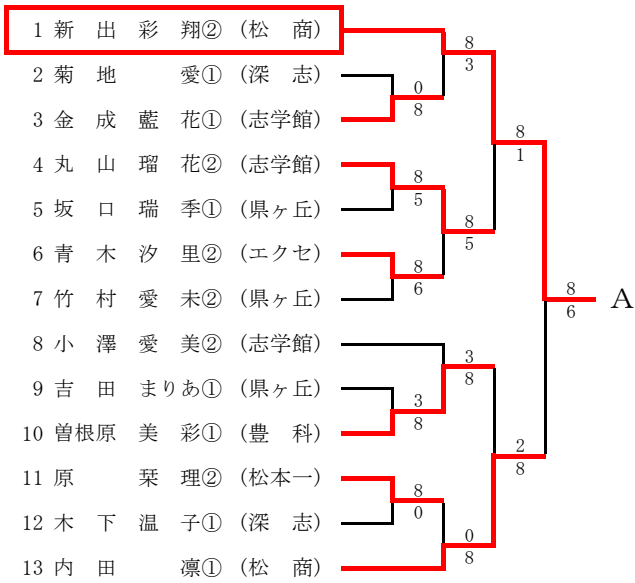 1 新 出 彩 翔② (松 商)
2 菊 地 愛① (深 志)
3 金 成 藍 花① (志学館)
4 丸 山 瑠 花② (志学館)
5 坂 口 瑞 季① (県ヶ丘)
6 青 木 汐 里② (エクセ)
7 竹 村 愛 未② (県ヶ丘)
8 小 澤 愛 美② (志学館)
9 吉 田 まりあ① (県ヶ丘)
10 曽根原 美 彩① (豊 科)
11 原 栞 理② (松本一)
12 木 下 温 子① (深 志)
13 内 田 凛① (松 商)
0
8
8
5
8
6
3
8
8
0
8
3
8
5
3
8
0
8
8
1
2
8
8
6
A